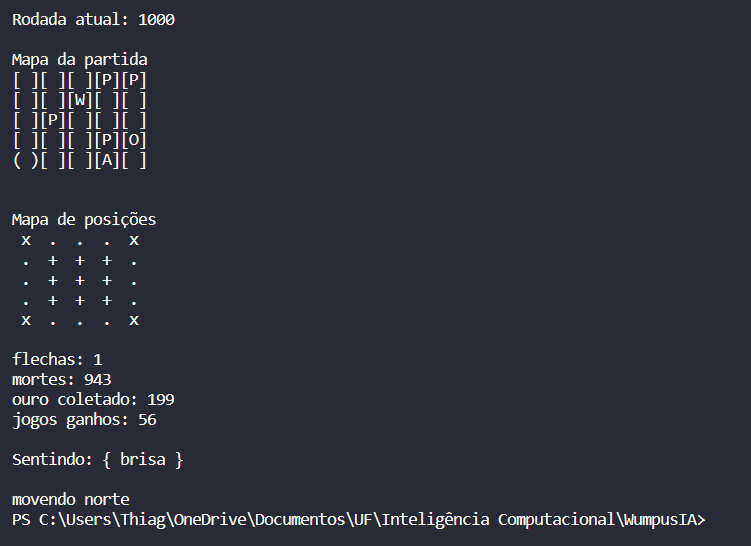 Rodada atual: 1000
Mapa da partida
[ ][ ][ ][P][P]
[ ][ ][W][ ][ ]
[ ][P][ ][ ][ ]
[ ][ ][ ][P][O]
( )[ ][ ][A][ ]
Mapa de posições
x . . . x
. + + + .
. + + + .
. + + + .
x . . . x
flechas: 1
mortes: 943
ouro coletado: 199
jogos ganhos: 56
Sentindo: { brisa }
movendo norte
PS C:\Users\Thiag\OneDrive\Documentos\UF\Inteligência Computacional\WumpusIA>